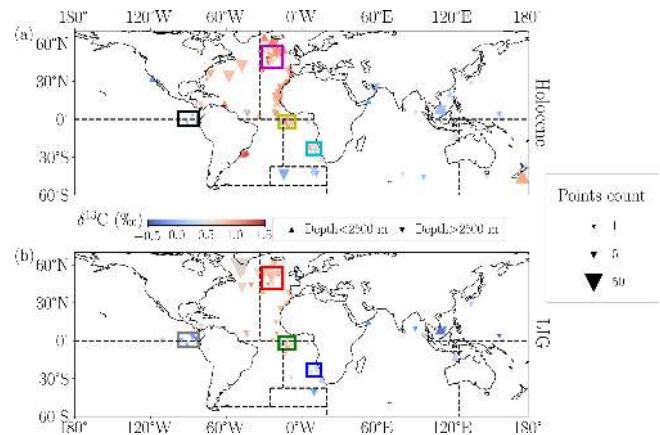 180° 120°W 60°W 0°W 60°E 120°E 180°
(a)
60°N
30°N
0°
30°S
60°S
Holocene
Points count
1
5
50
δ¹³C (‰)
−0.5 0.0 0.5 1.0 1.5
Depth<2500 m Depth>2500 m
(b)
60°N
30°N
0°
30°S
60°S
LIG
180° 120°W 60°W 0°W 60°E 120°E 180°